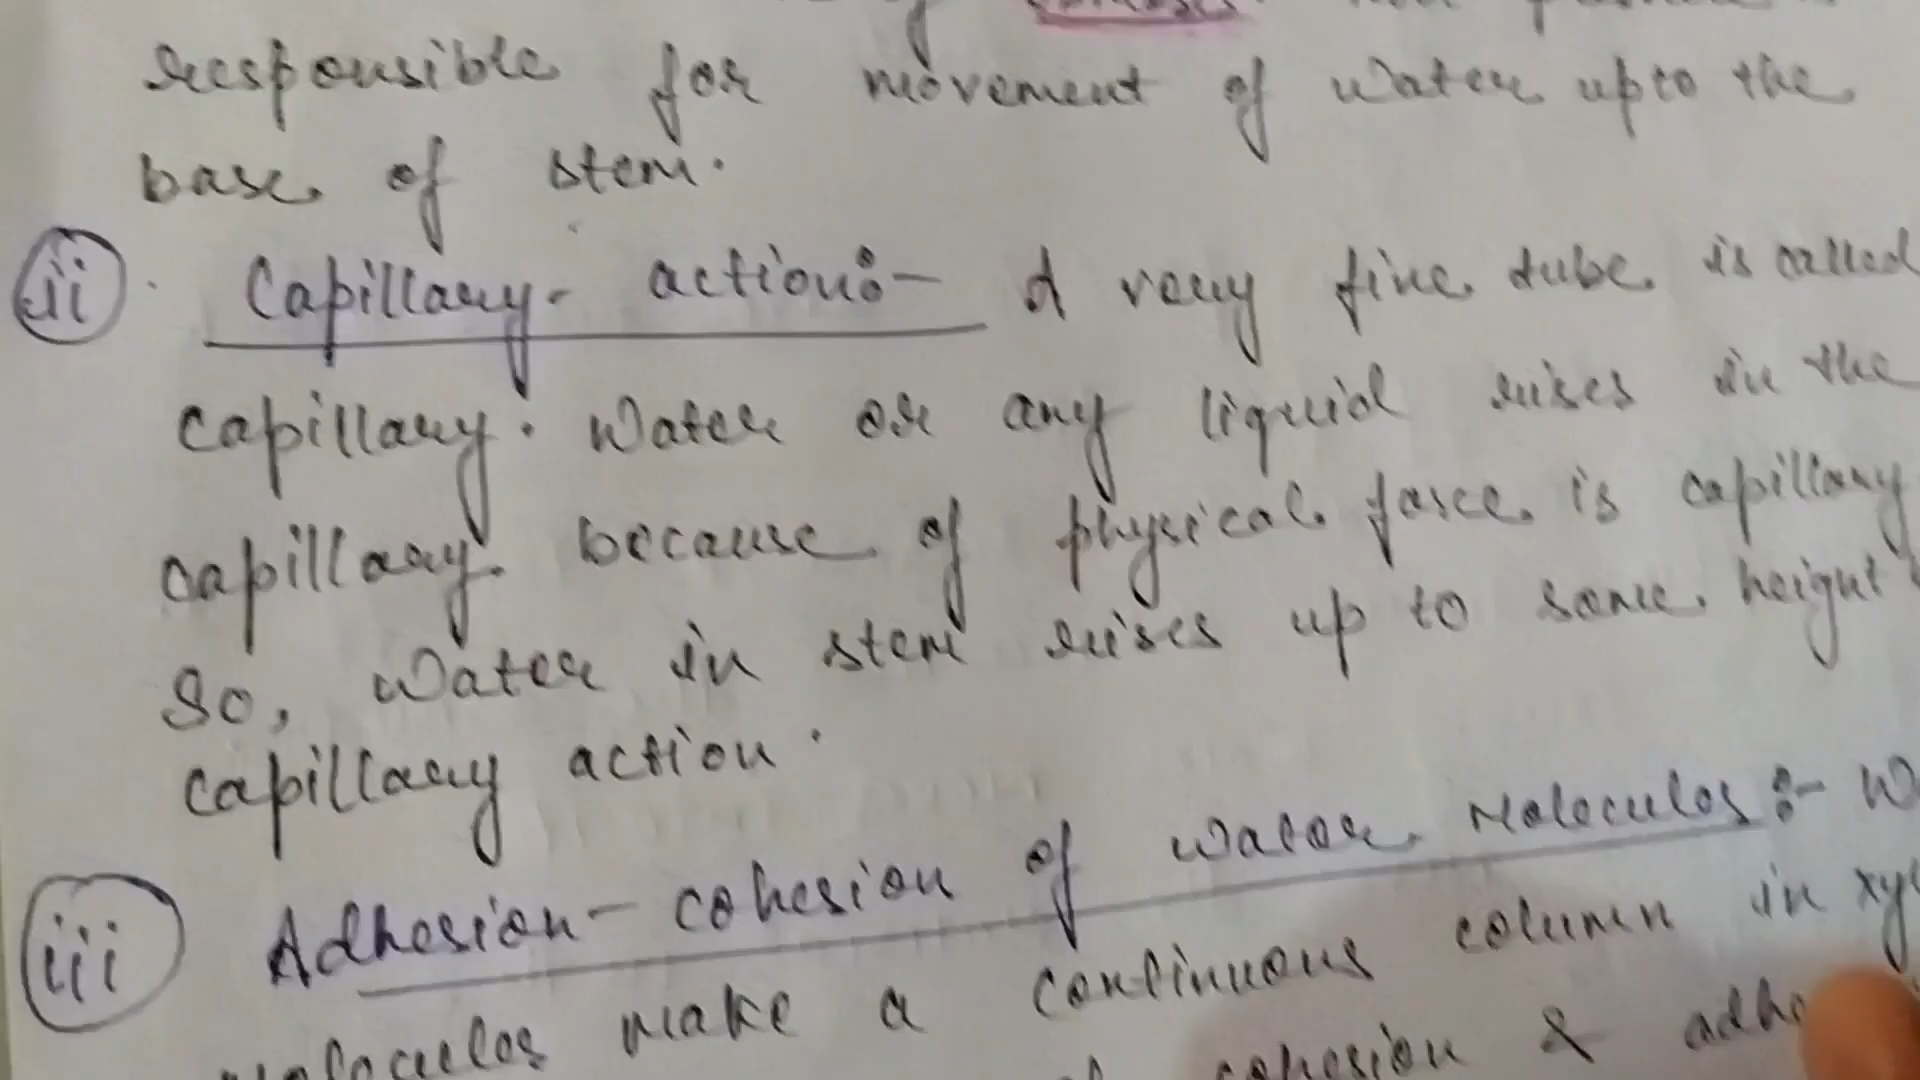 responsible for movement of water upto the
base of stem.
ii Capillary- action:- A very fine tube is called
capillary. Water or any liquid rises in the
capillary because of physical force is capillary
So, water in stem rises up to some height
capillary action.
iii Adhesion-cohesion of water Molecules:-
molecules make a continuous column in
cohesion &